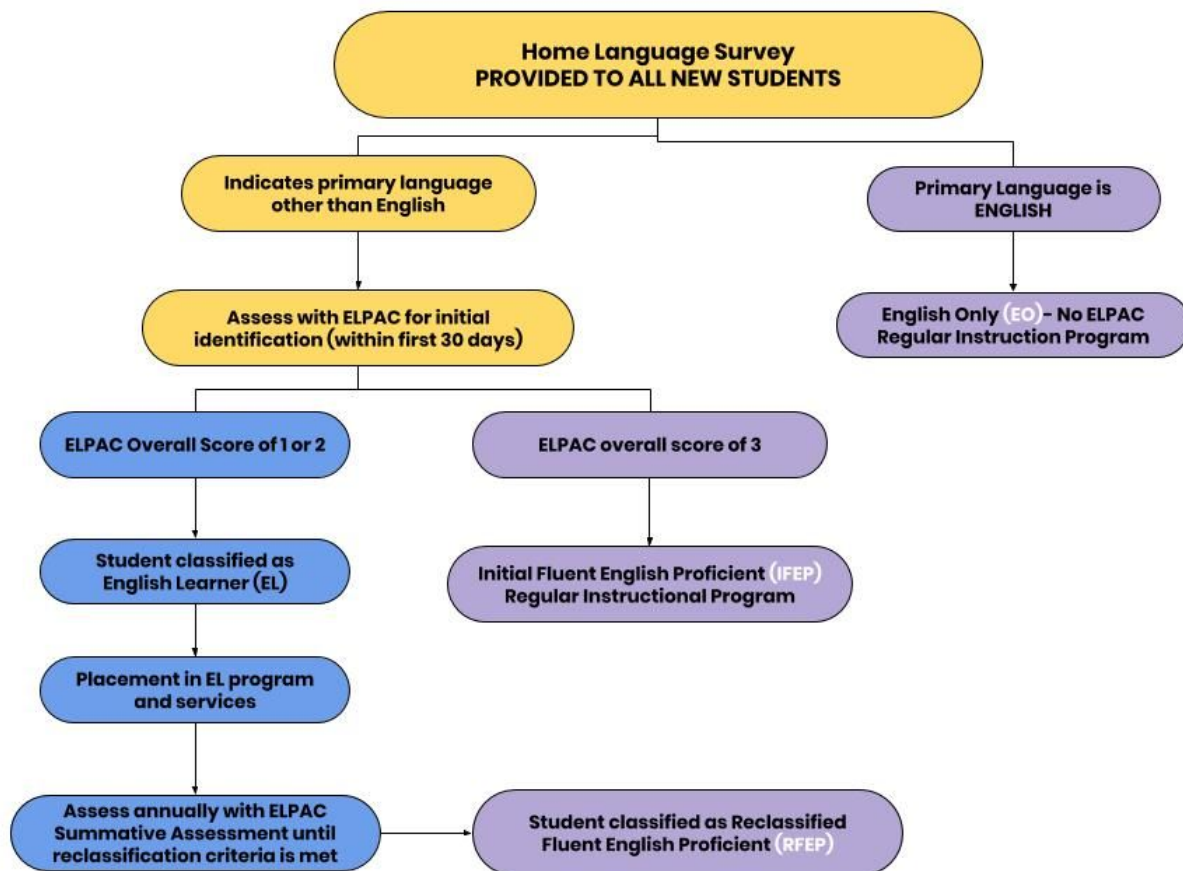 Home Language Survey
PROVIDED TO ALL NEW STUDENTS
Indicates primary language
other than English
Primary Language is
ENGLISH
Assess with ELPAC for initial
identification (within first 30 days)
English Only (EO)- No ELPAC
Regular Instruction Program
ELPAC Overall Score of 1 or 2
ELPAC overall score of 3
Student classified as
English Learner (EL)
Initial Fluent English Proficient (IFEP)
Regular Instructional Program
Placement in EL program
and services
Assess annually with ELPAC
Summative Assessment until
reclassification criteria is met
Student classified as Reclassified
Fluent English Proficient (RFEP)